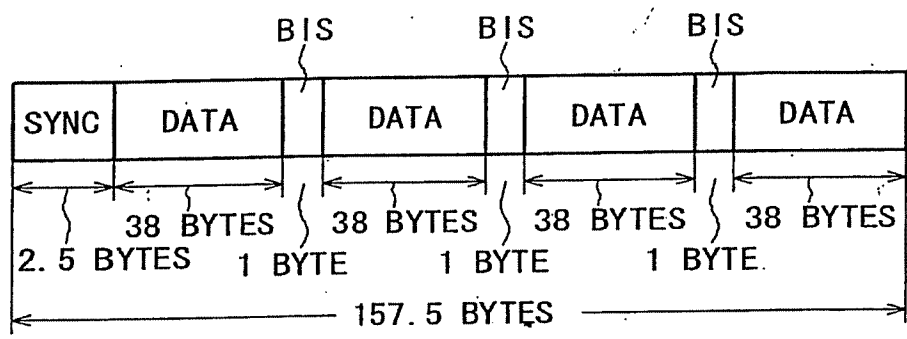 BIS BIS BIS
SYNC DATA DATA DATA DATA
38 BYTES 38 BYTES 38 BYTES 38 BYTES
2.5 BYTES 1 BYTE 1 BYTE 1 BYTE
157.5 BYTES